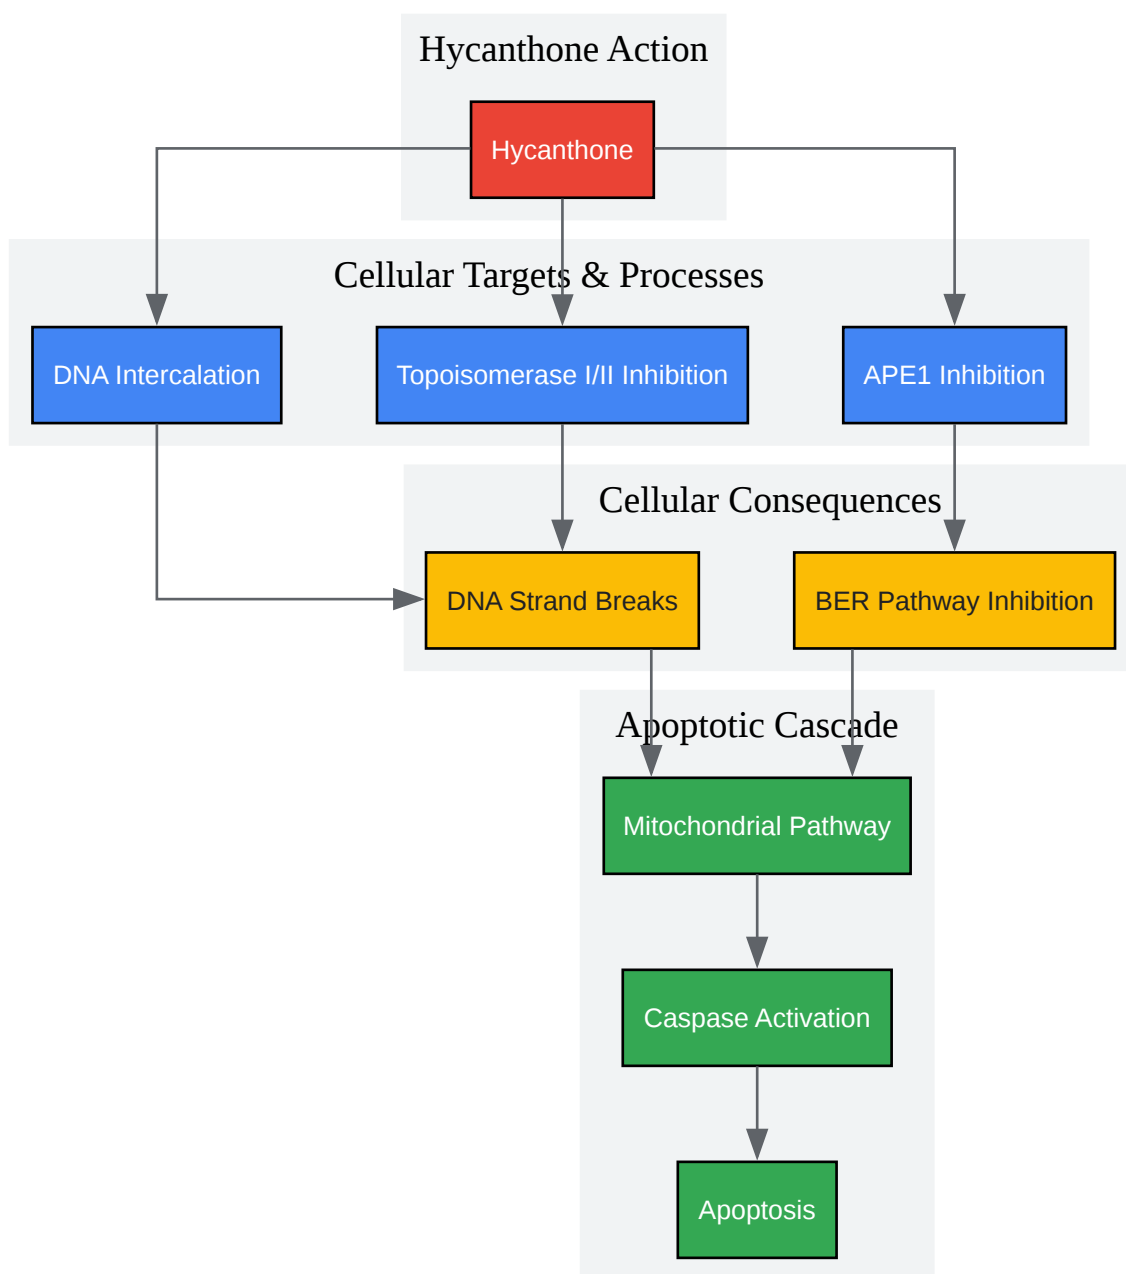 Hycanthone Action
Hycanthone
Cellular Targets & Processes
DNA Intercalation
Topoisomerase I/II Inhibition
APE1 Inhibition
Cellular Consequences
DNA Strand Breaks
BER Pathway Inhibition
Apoptotic Cascade
Mitochondrial Pathway
Caspase Activation
Apoptosis